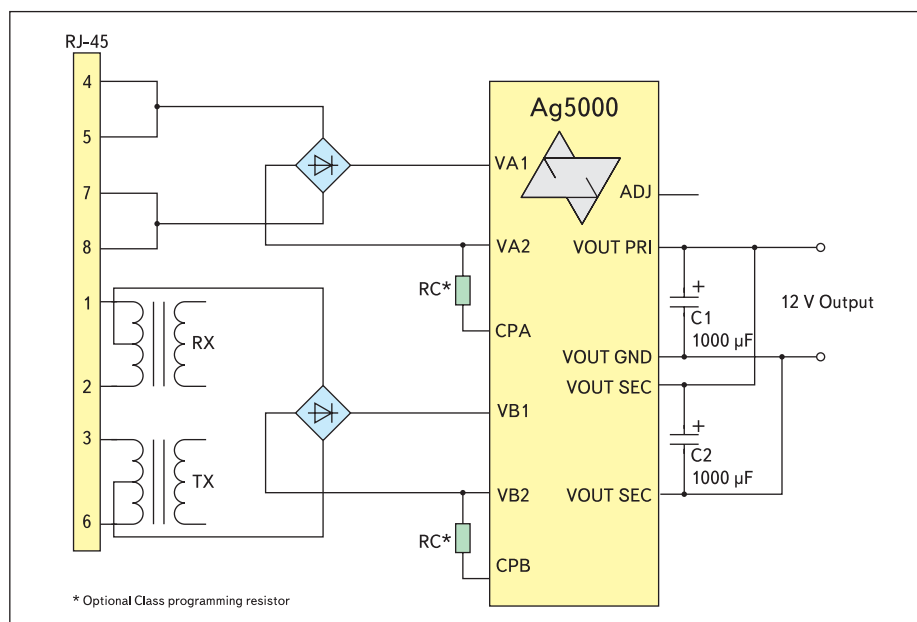 RJ-45
4
5
7
8
1
2
3
6
RX
TX
RC*
RC*
Ag5000
VA1
VA2
CPA
VB1
VB2
CPB
ADJ
VOUT PRI
VOUT GND
VOUT SEC
VOUT SEC
+
C1
1000 µF
+
C2
1000 µF
12 V Output
* Optional Class programming resistor